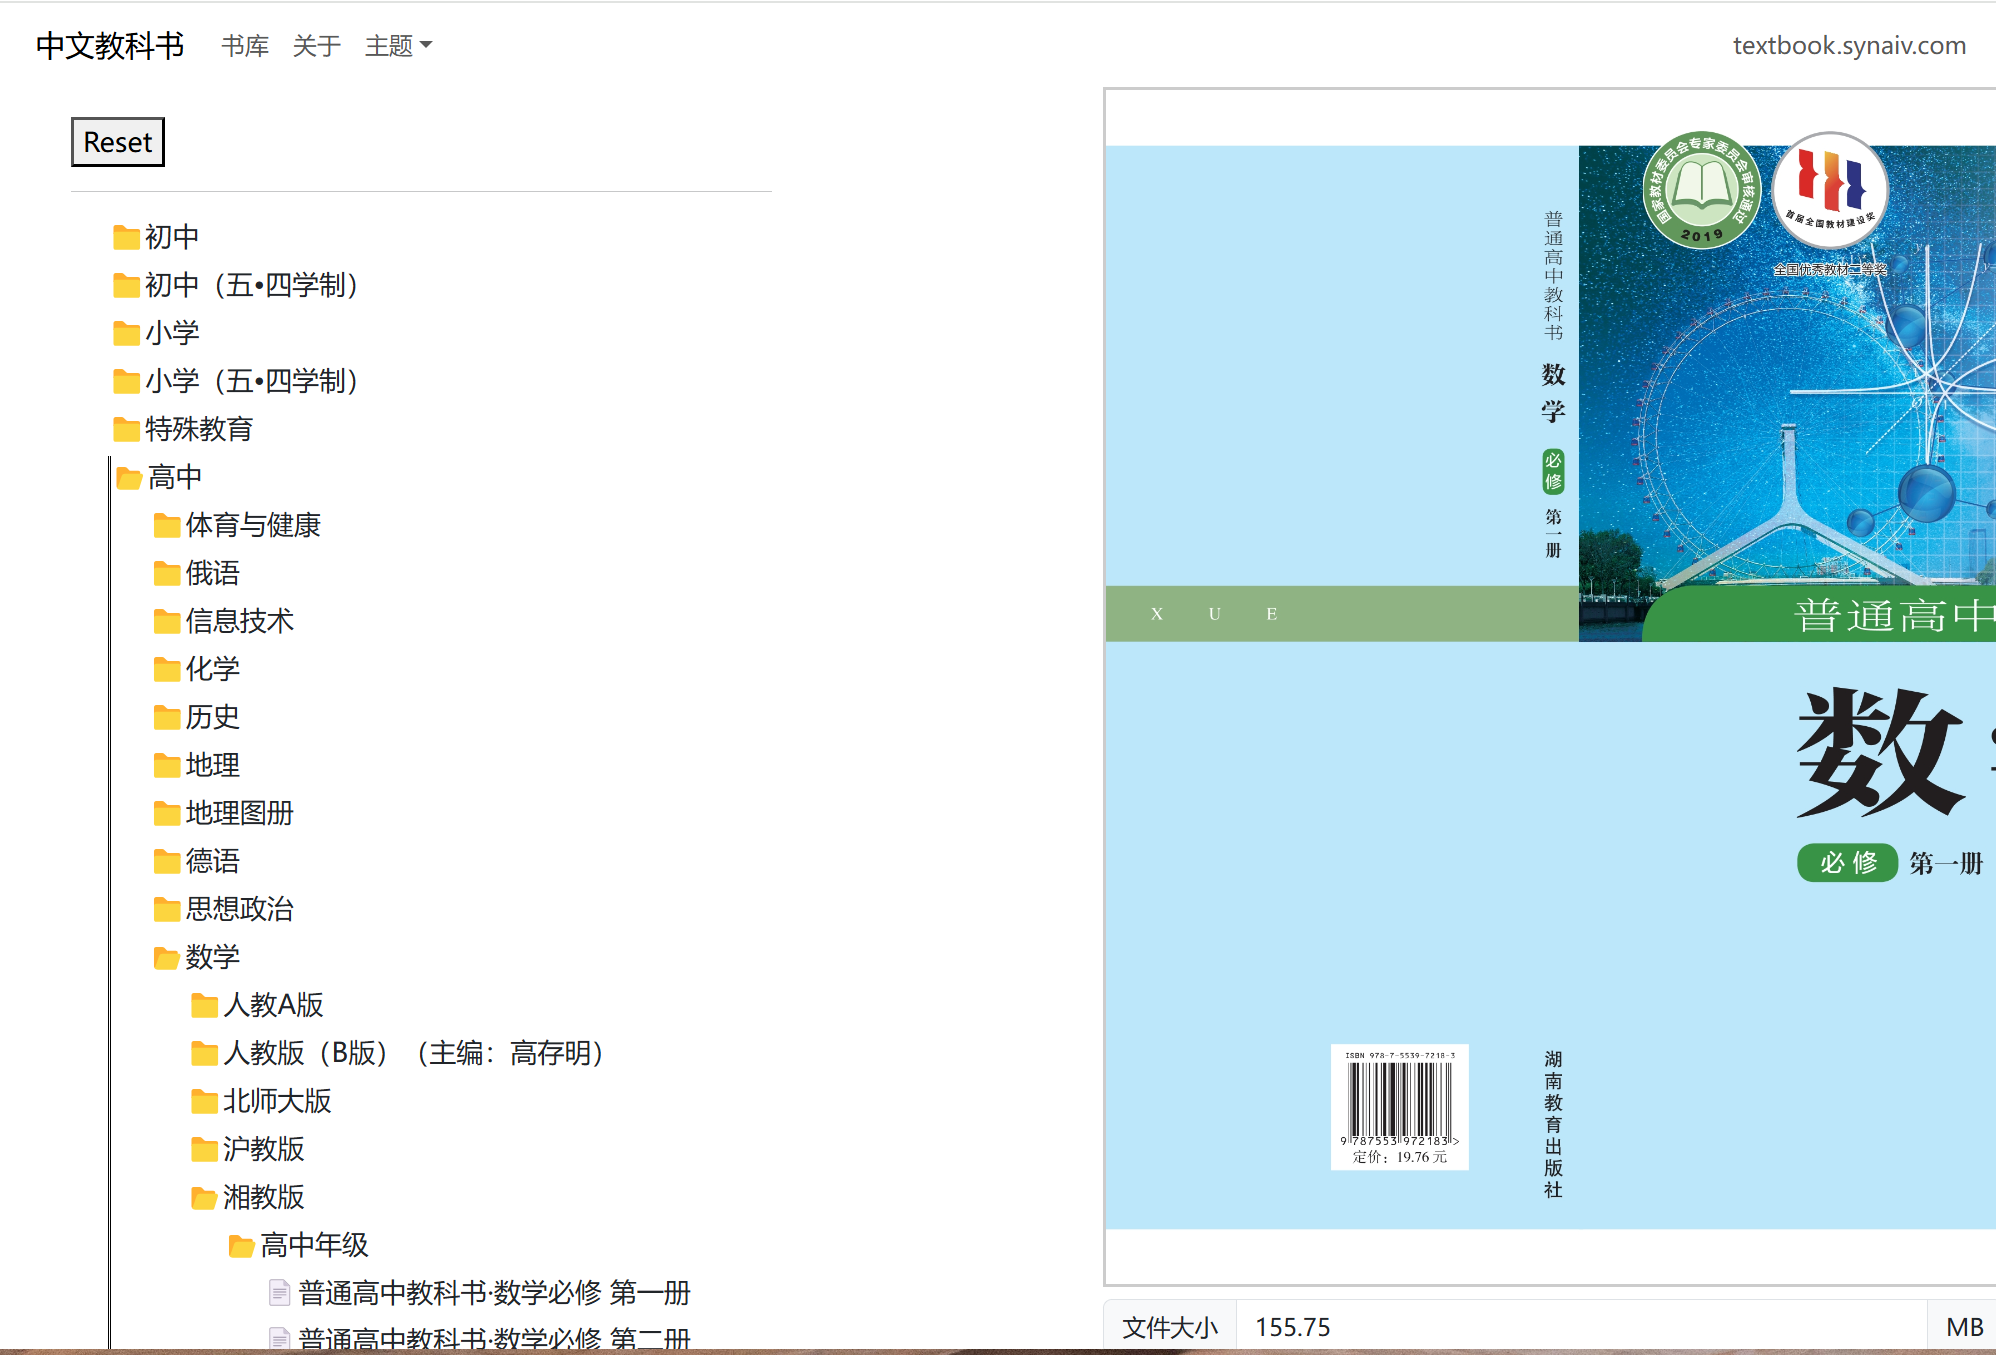 中文教科书 书库 关于 主题 textbook.synaiv.com
Reset
初中
初中（五•四学制）
小学
小学（五•四学制）
特殊教育
高中
体育与健康
俄语
信息技术
化学
历史
地理
地理图册
德语
思想政治
数学
人教A版
人教版（B版）（主编：高存明）
北师大版
沪教版
湘教版
高中年级
普通高中教科书·数学必修 第一册
普通高中教科书·数学必修 第二册
普通高中教科书
数学
必修
第一册
X U E
湖南教育出版社
ISBN 978-7-5539-7218-3
9 787553 972183 >
定价：19.76 元
国家教材委员会专家委员会审核通过
2019
首届全国教材建设奖
全国优秀教材二等奖
普通高中
数
必修 第一册
文件大小 155.75 MB